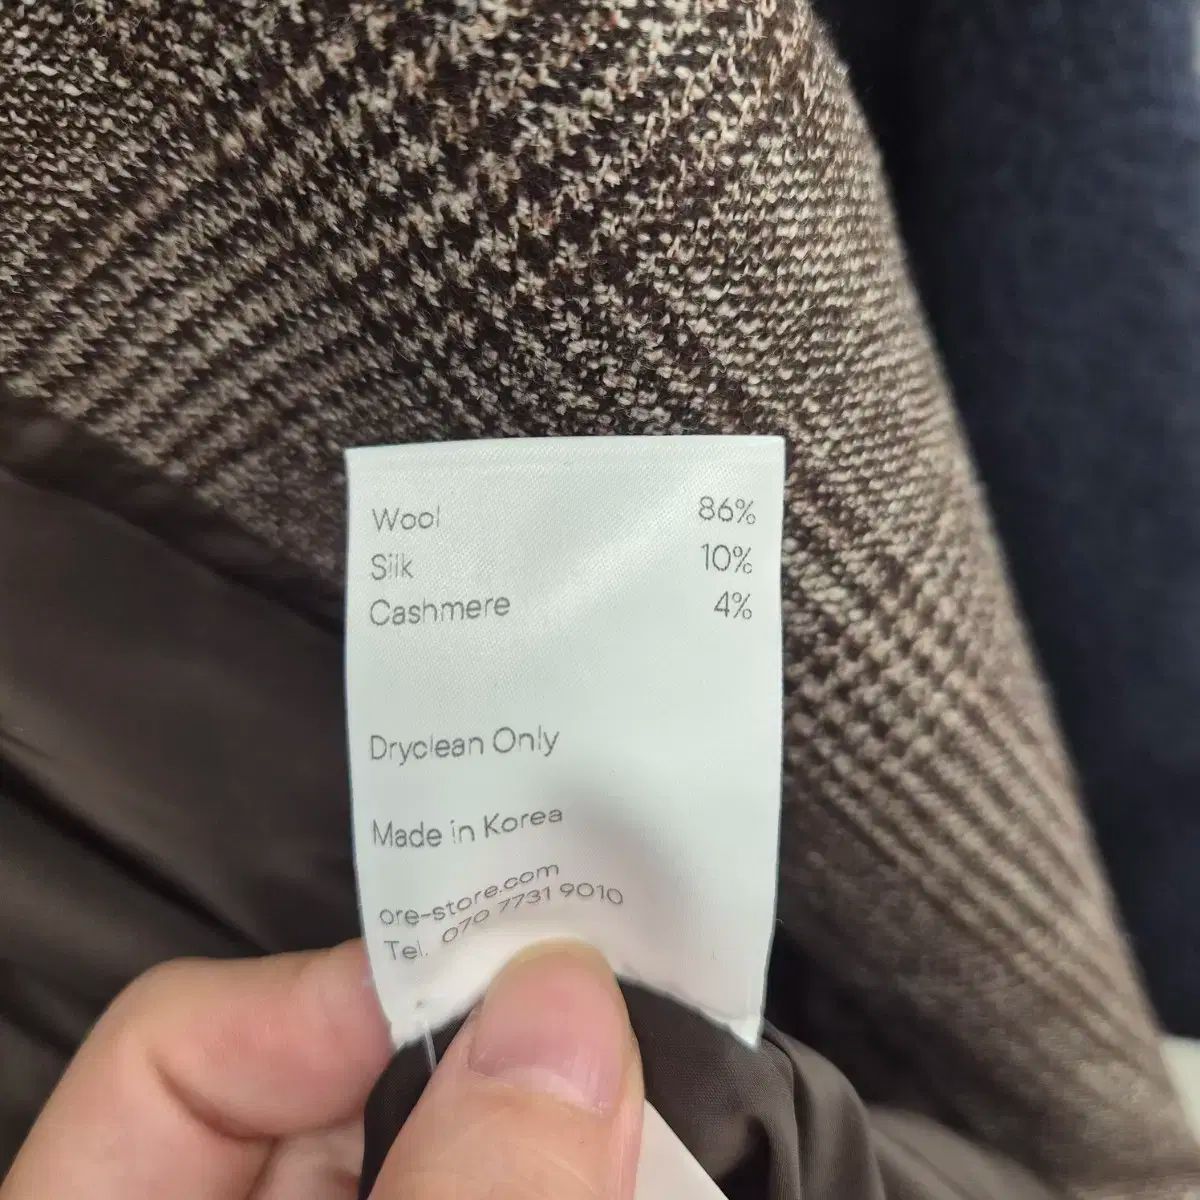 Wool 86%
Silk 10%
Cashmere 4%
Dryclean Only
Made in Korea
ore-store.com
Tel. 070 7731 9010